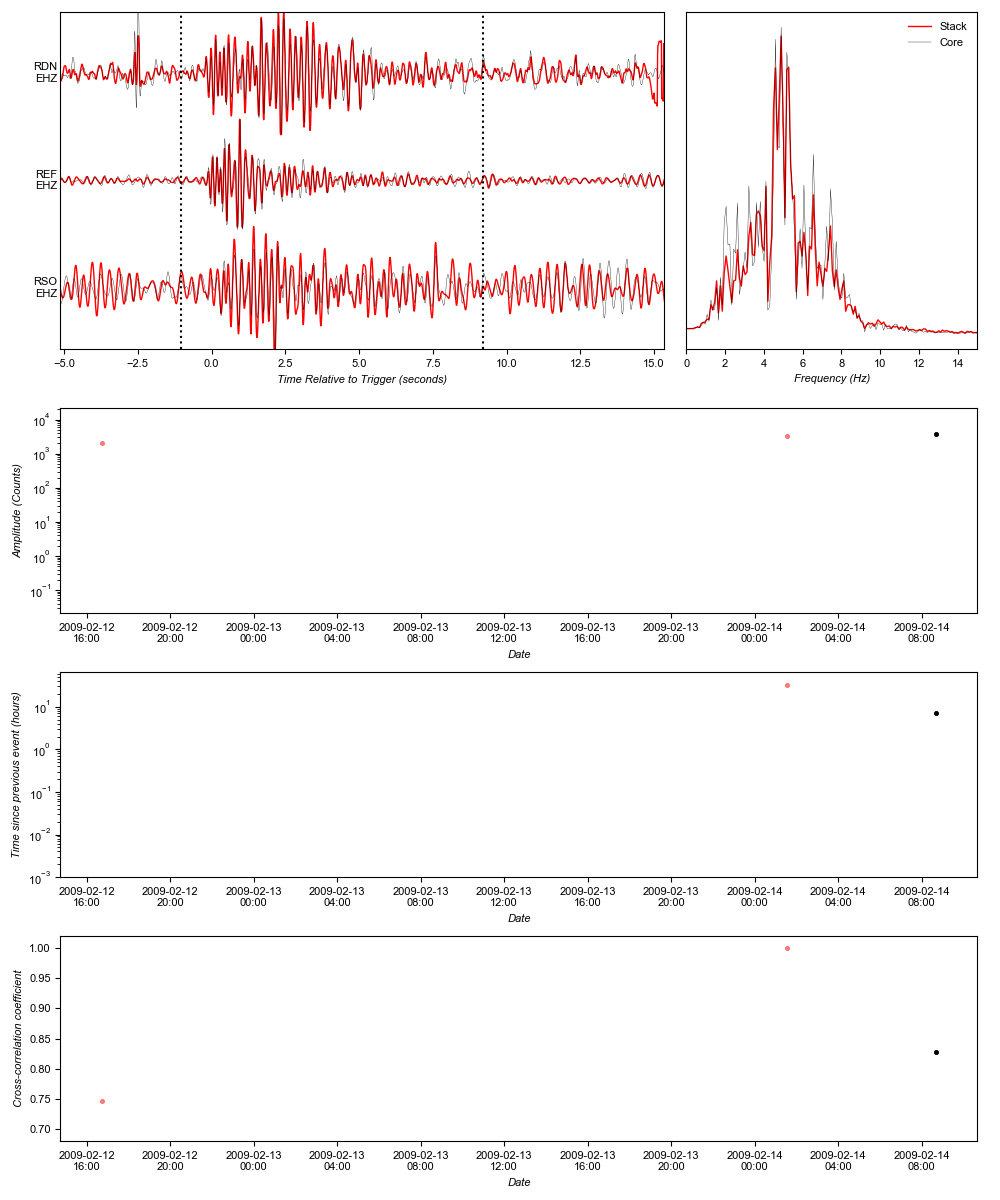 RDN
EHZ
REF
EHZ
RSO
EHZ
−5.0 −2.5 0.0 2.5 5.0 7.5 10.0 12.5 15.0
Time Relative to Trigger (seconds)
Stack
Core
0 2 4 6 8 10 12 14
Frequency (Hz)
10^4
10^3
10^2
10^1
10^0
10^−1
Amplitude (Counts)
2009-02-12 2009-02-12 2009-02-13 2009-02-13 2009-02-13 2009-02-13 2009-02-13 2009-02-13 2009-02-14 2009-02-14 2009-02-14
16:00 20:00 00:00 04:00 08:00 12:00 16:00 20:00 00:00 04:00 08:00
Date
10^1
10^0
10^−1
10^−2
10^−3
Time since previous event (hours)
2009-02-12 2009-02-12 2009-02-13 2009-02-13 2009-02-13 2009-02-13 2009-02-13 2009-02-13 2009-02-14 2009-02-14 2009-02-14
16:00 20:00 00:00 04:00 08:00 12:00 16:00 20:00 00:00 04:00 08:00
Date
1.00
0.95
0.90
0.85
0.80
0.75
0.70
Cross-correlation coefficient
2009-02-12 2009-02-12 2009-02-13 2009-02-13 2009-02-13 2009-02-13 2009-02-13 2009-02-13 2009-02-14 2009-02-14 2009-02-14
16:00 20:00 00:00 04:00 08:00 12:00 16:00 20:00 00:00 04:00 08:00
Date